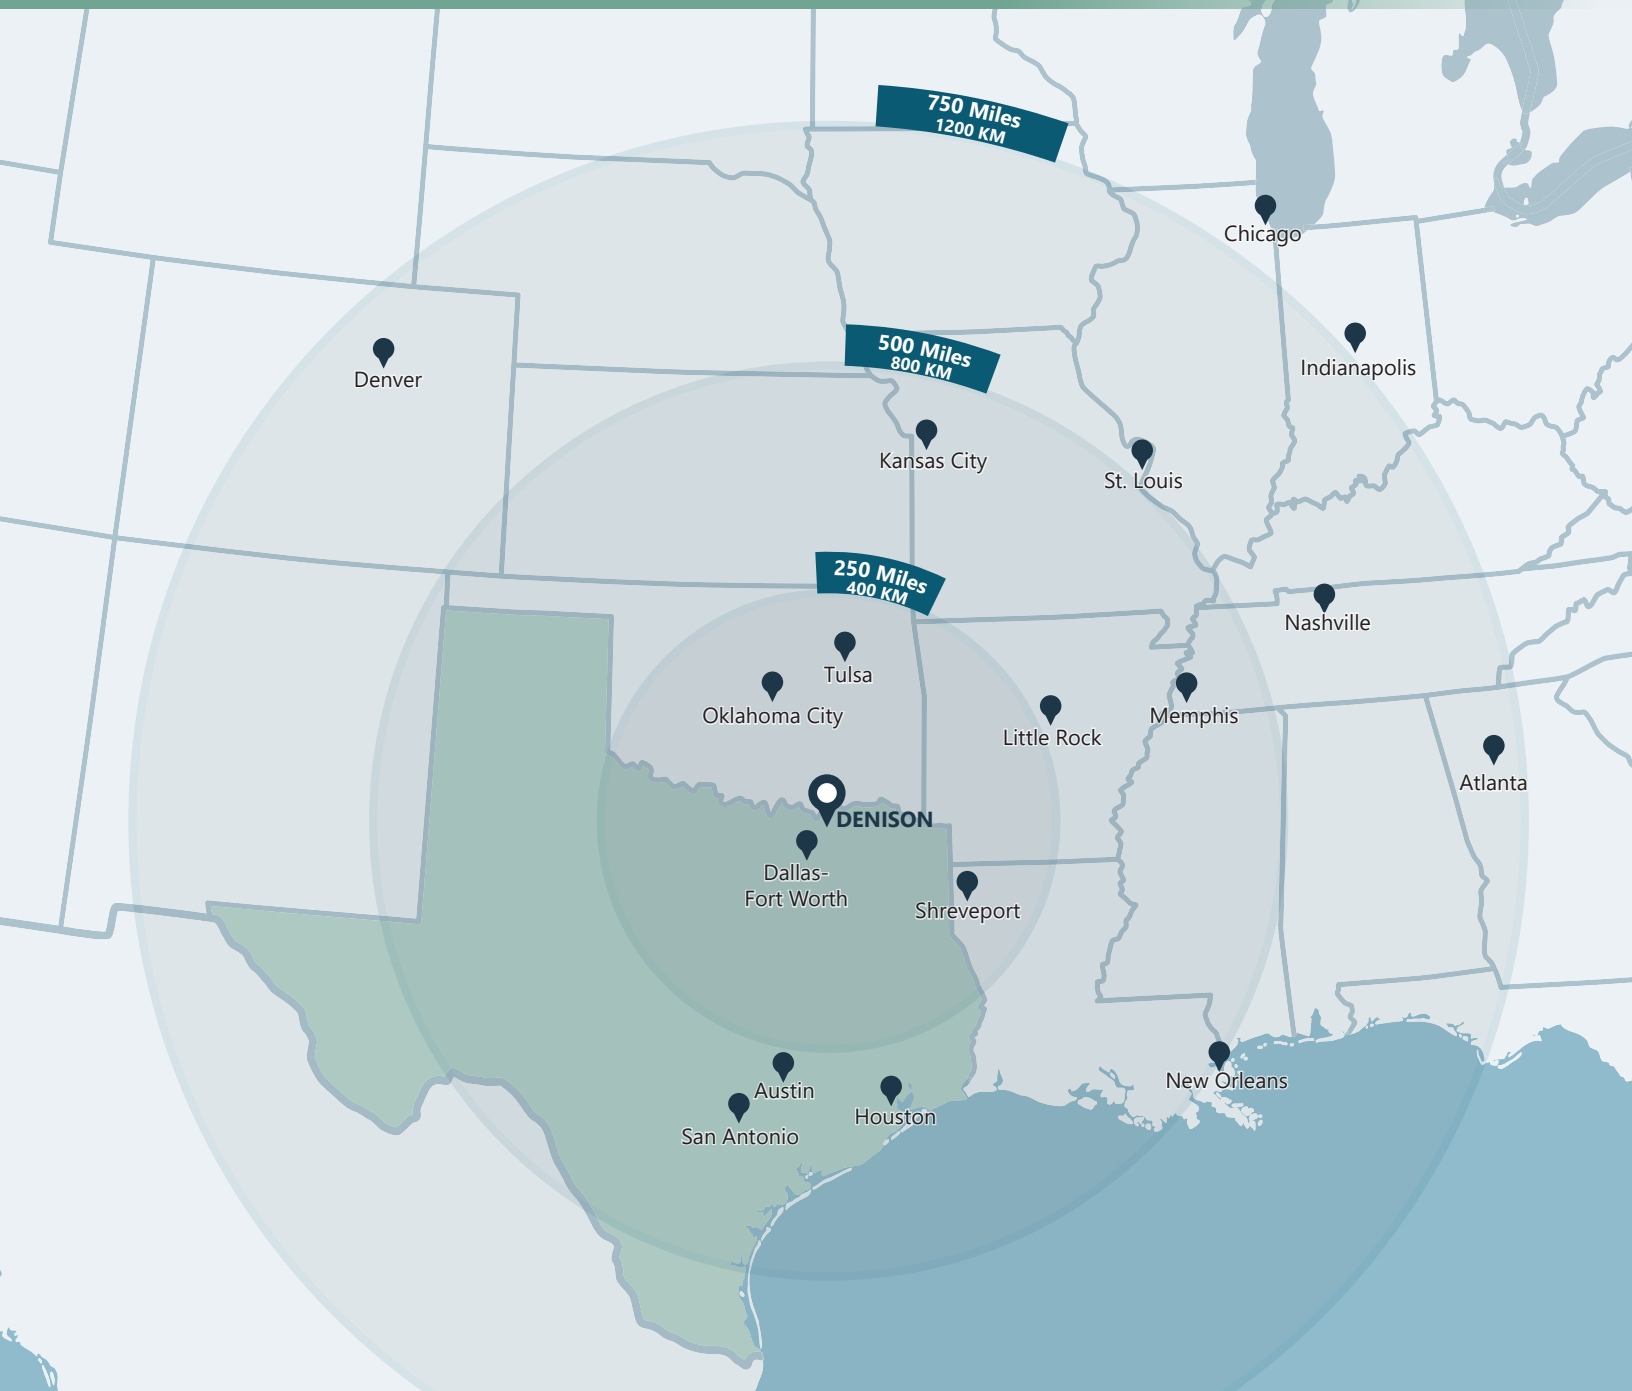 750 Miles
1200 KM
Chicago
500 Miles
800 KM
Indianapolis
Denver
Kansas City
St. Louis
250 Miles
400 KM
Nashville
Tulsa
Oklahoma City
Memphis
Little Rock
Atlanta
DENISON
Dallas-
Fort Worth
Shreveport
New Orleans
Austin
Houston
San Antonio